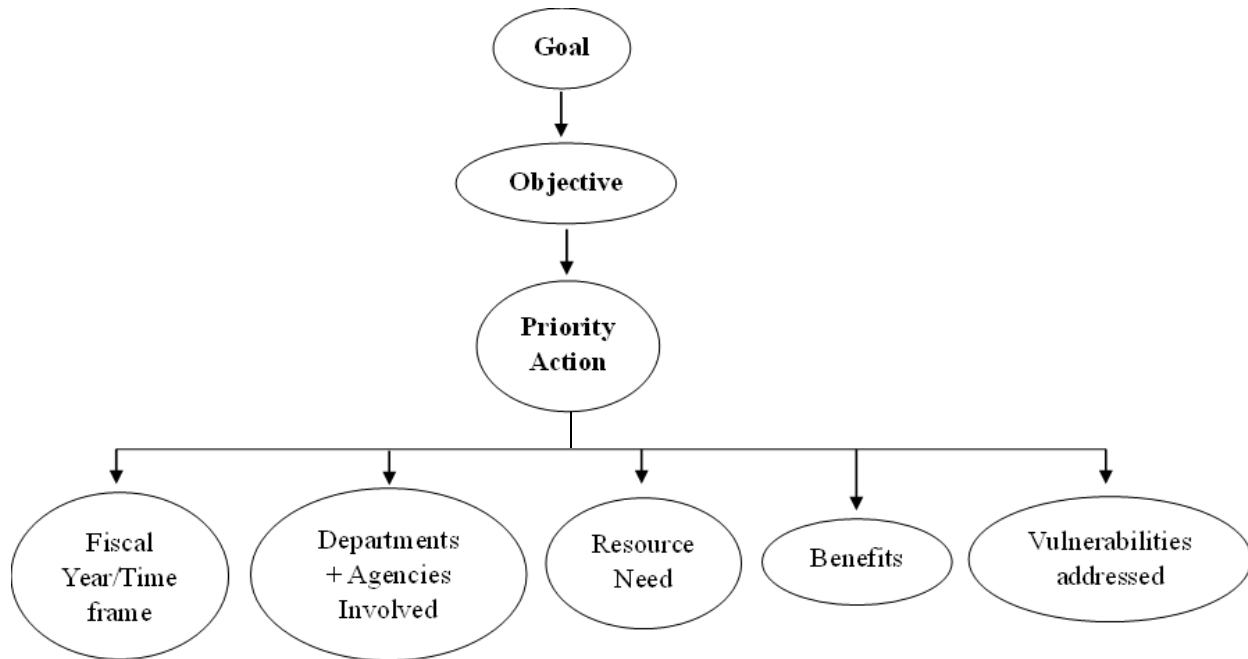 Goal
Objective
Priority
Action
Fiscal
Year/Time
frame
Departments
+ Agencies
Involved
Resource
Need
Benefits
Vulnerabilities
addressed